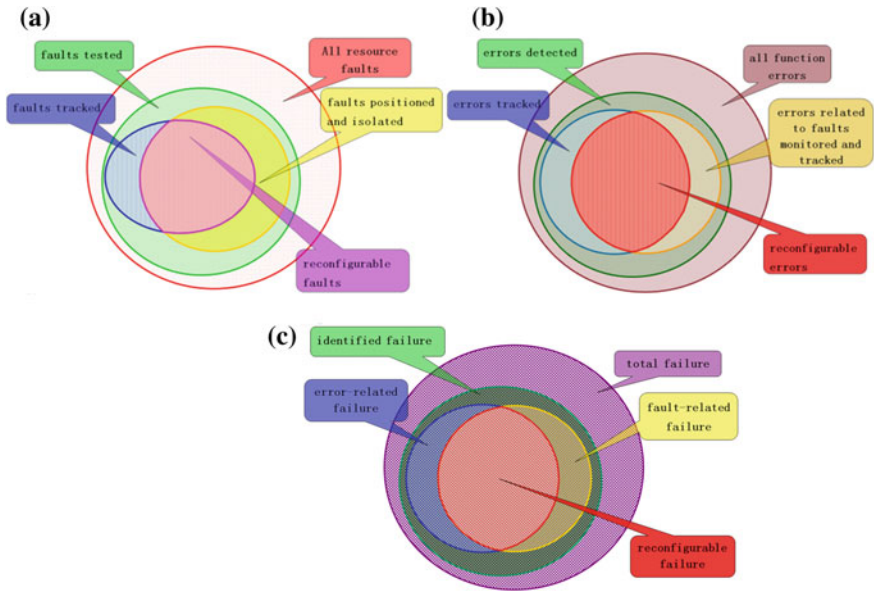 (a)
faults tested
All resource
faults
faults tracked
faults positioned
and isolated
reconfigurable
faults
(b)
errors detected
all function
errors
errors tracked
errors related
to faults
monitored and
tracked
reconfigurable
errors
(c)
identified failure
total failure
error-related
failure
fault-related
failure
reconfigurable
failure